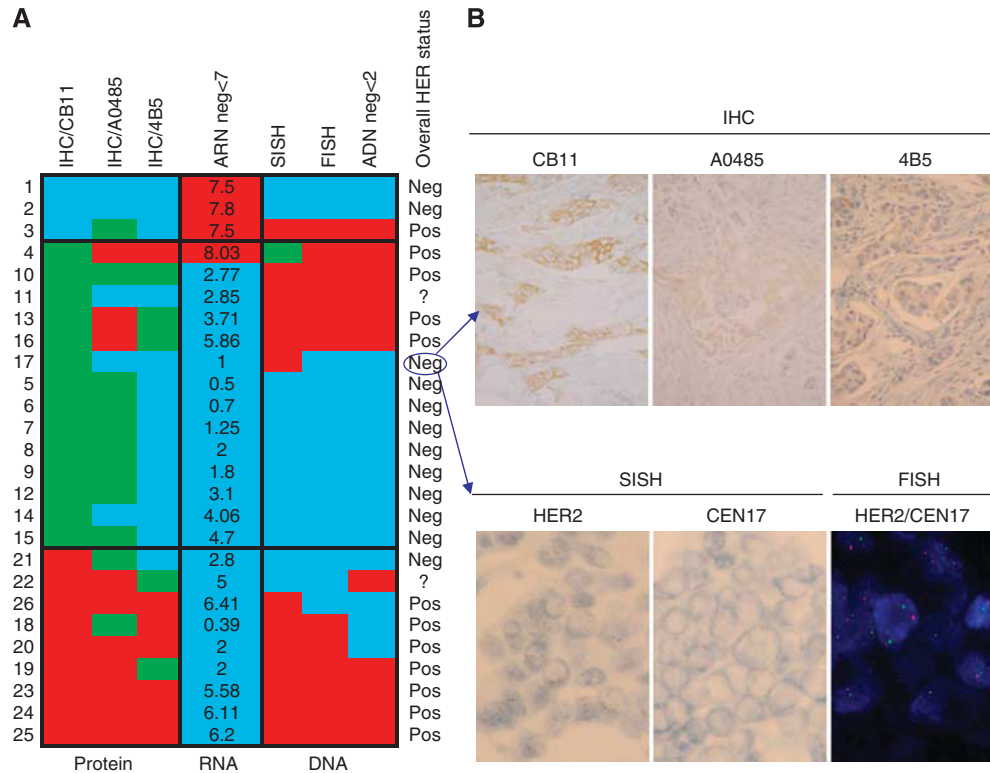 A
B
IHC/CB11
IHC/A0485
IHC/4B5
ARN neg<7
SISH
FISH
ADN neg<2
Overall HER status
1 7.5 Neg
2 7.8 Neg
3 7.5 Pos
4 8.03 Pos
10 2.77 Pos
11 2.85 ?
13 3.71 Pos
16 5.86 Pos
17 1 Neg
5 0.5 Neg
6 0.7 Neg
7 1.25 Neg
8 2 Neg
9 1.8 Neg
12 3.1 Neg
14 4.06 Neg
15 4.7 Neg
21 2.8 Neg
22 5 ?
26 6.41 Pos
18 0.39 Pos
20 2 Pos
19 2 Pos
23 5.58 Pos
24 6.11 Pos
25 6.2 Pos
Protein RNA DNA
IHC
CB11 A0485 4B5
SISH FISH
HER2 CEN17 HER2/CEN17